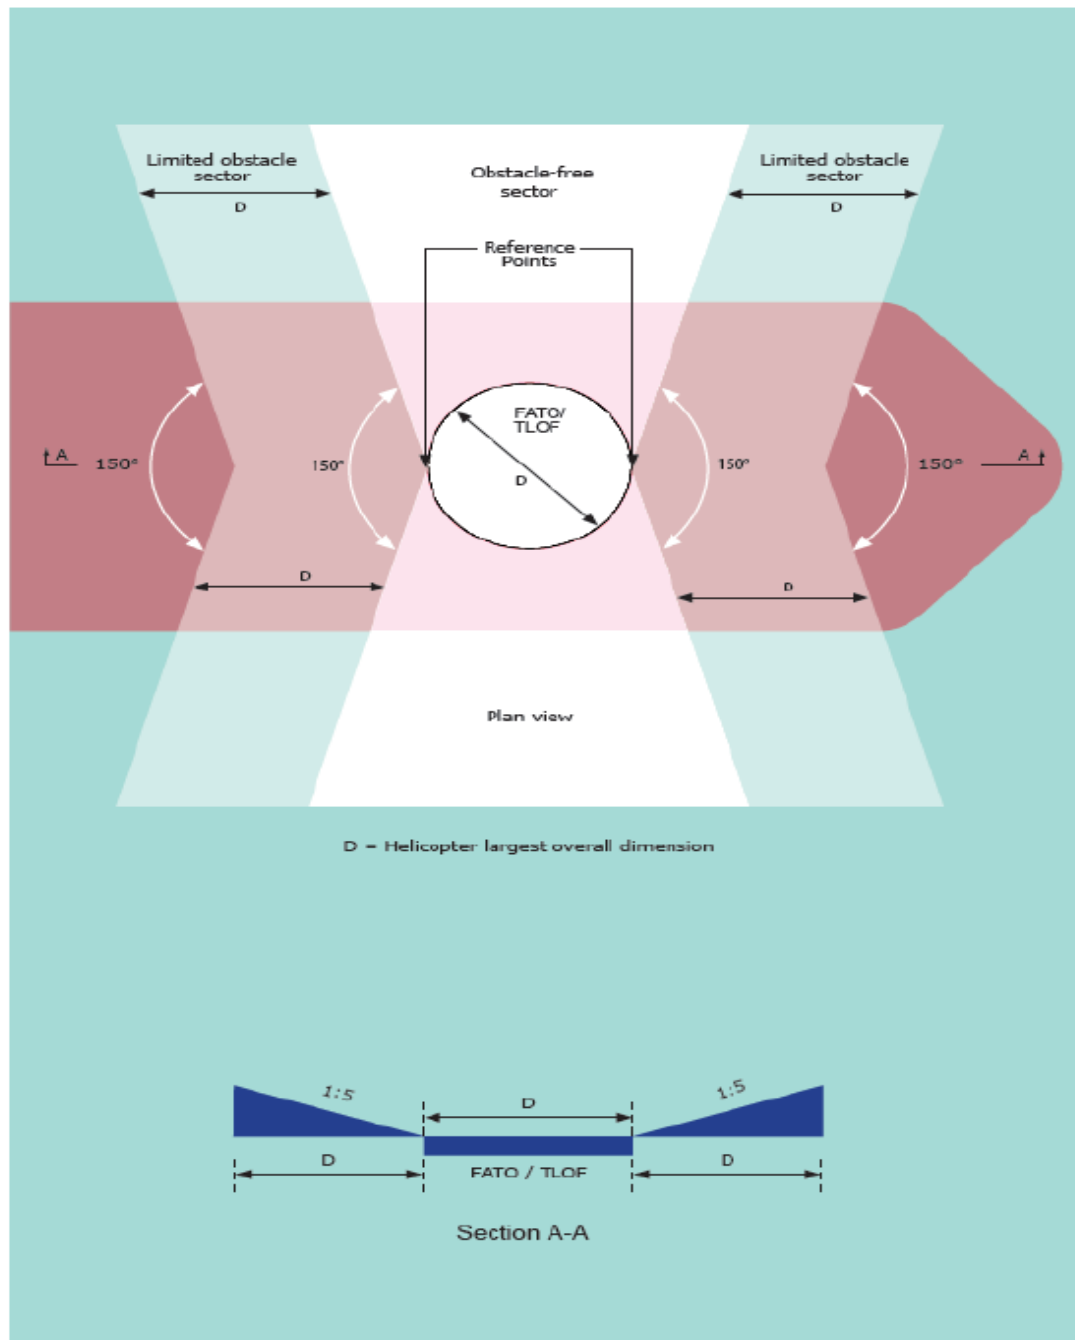 Limited obstacle
sector
D
Obstacle-free
sector
Limited obstacle
sector
D
Reference
Points
FATO/
TLOF
D
A
150°
150°
150°
150°
A
D
D
Plan view
D = Helicopter largest overall dimension
1:5
D
1:5
D
FATO / TLOF
D
Section A-A